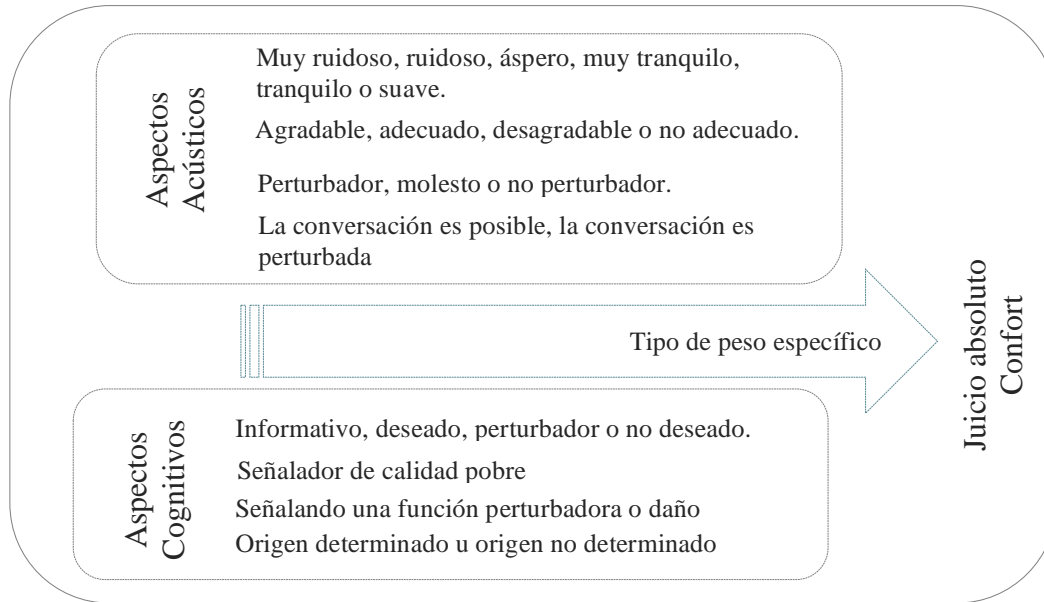 Aspectos
Acústicos
Muy ruidoso, ruidoso, áspero, muy tranquilo,
tranquilo o suave.
Agradable, adecuado, desagradable o no adecuado.
Perturbador, molesto o no perturbador.
La conversación es posible, la conversación es
perturbada
Tipo de peso específico
Juicio absoluto
Confort
Aspectos
Cognitivos
Informativo, deseado, perturbador o no deseado.
Señalador de calidad pobre
Señalando una función perturbadora o daño
Origen determinado u origen no determinado